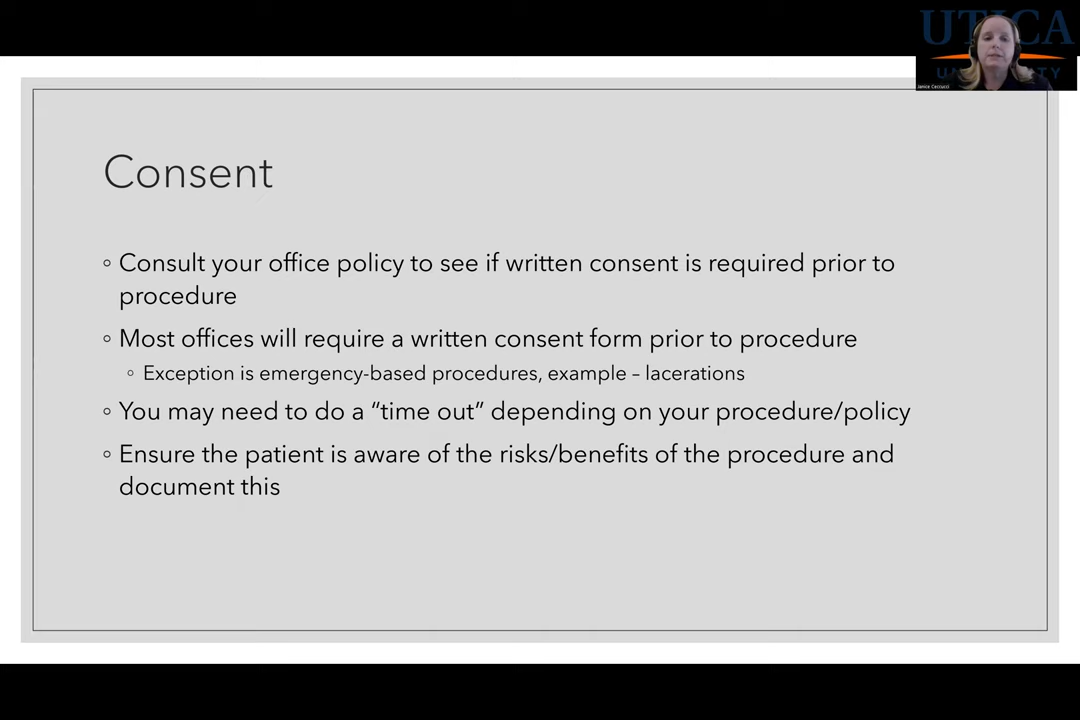 UTICA
UNIVERSITY
Janice Ceccucci
Consent
◦ Consult your office policy to see if written consent is required prior to
procedure
◦ Most offices will require a written consent form prior to procedure
◦ Exception is emergency-based procedures, example – lacerations
◦ You may need to do a “time out” depending on your procedure/policy
◦ Ensure the patient is aware of the risks/benefits of the procedure and
document this